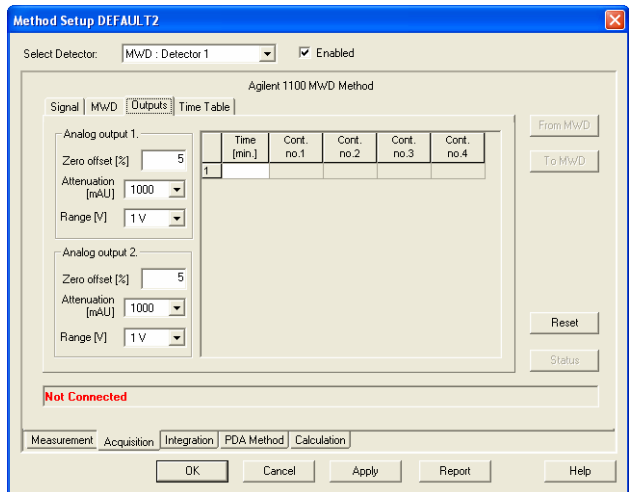 Method Setup DEFAULT2
Select Detector: MWD : Detector 1 Enabled
Agilent 1100 MWD Method
Signal MWD Outputs Time Table
From MWD
To MWD
Analog output 1.
Zero offset [%] 5
Attenuation [mAU] 1000
Range [V] 1 V
Time [min.] Cont. no.1 Cont. no.2 Cont. no.3 Cont. no.4
1
Analog output 2.
Zero offset [%] 5
Attenuation [mAU] 1000
Range [V] 1 V
Reset
Status
Not Connected
Measurement Acquisition Integration PDA Method Calculation
OK Cancel Apply Report Help